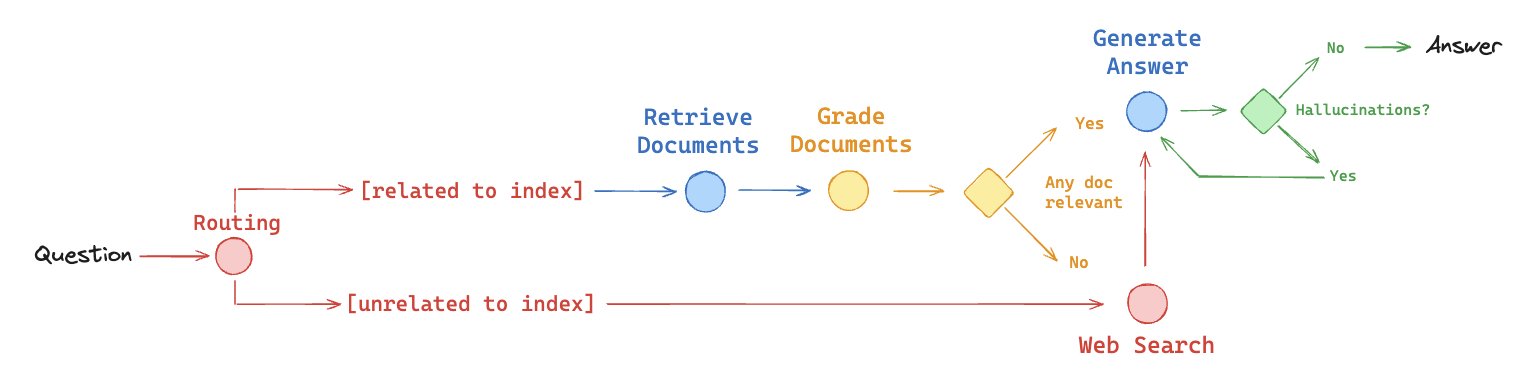 Generate
Answer
No
Answer
Hallucinations?
Yes
Retrieve
Documents
Grade
Documents
Yes
Any doc
relevant
No
[related to index]
Routing
Question
[unrelated to index]
Web Search